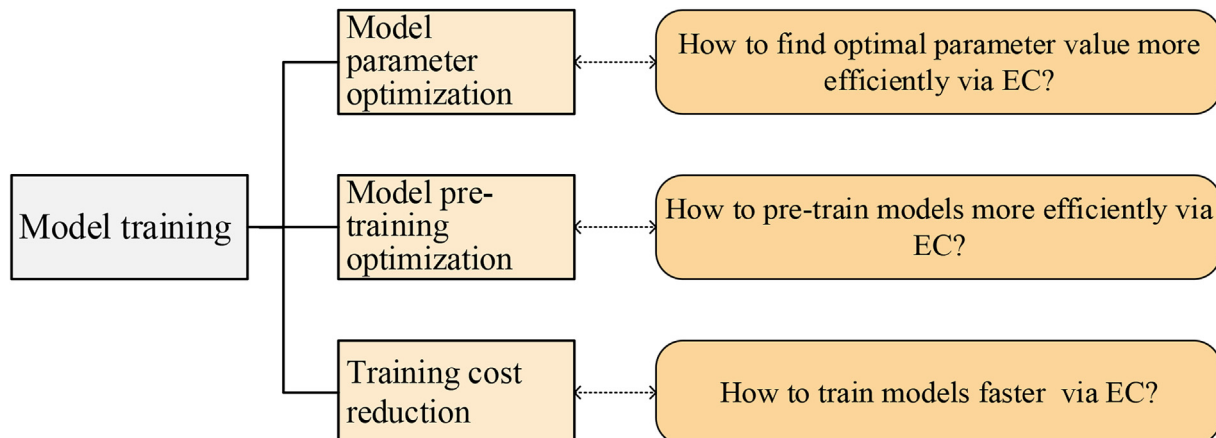 Model
parameter
optimization
How to find optimal parameter value more
efficiently via EC?
Model training
Model pre-
training
optimization
How to pre-train models more efficiently via
EC?
Training cost
reduction
How to train models faster via EC?